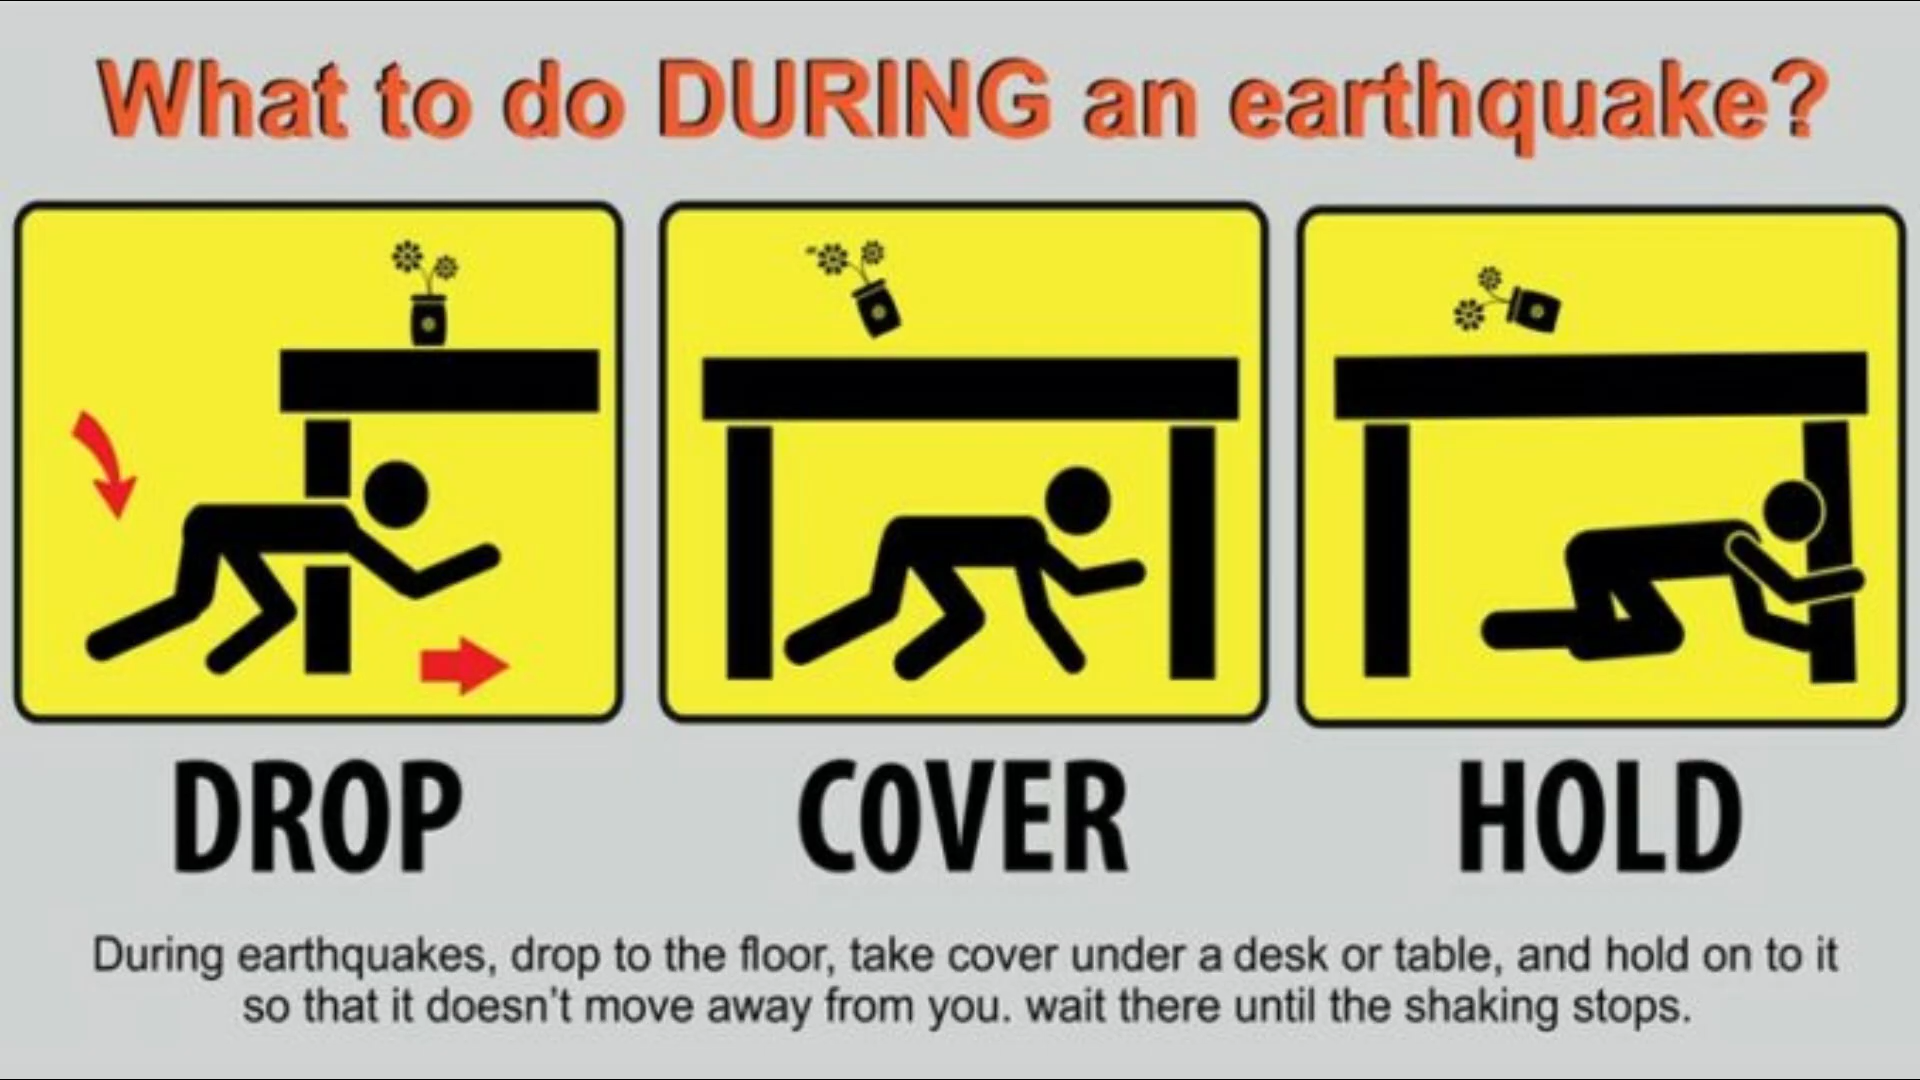 What to do DURING an earthquake?
DROP
COVER
HOLD
During earthquakes, drop to the floor, take cover under a desk or table, and hold on to it
so that it doesn't move away from you. wait there until the shaking stops.